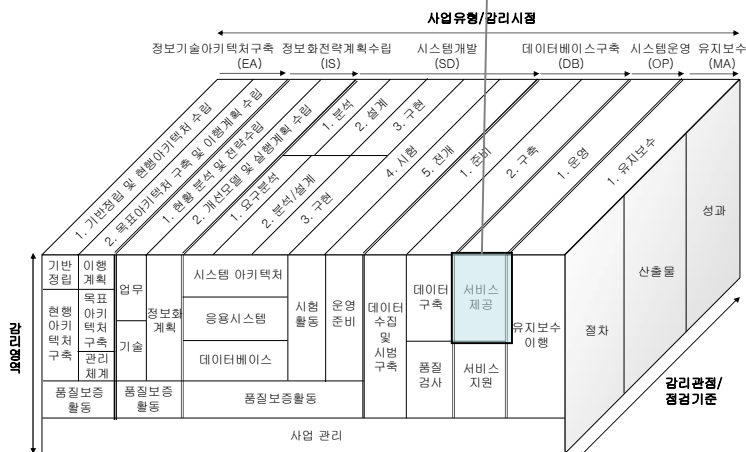 사업유형/감리시점
정보기술아키텍처구축 정보화전략계획수립 시스템개발 데이터베이스구축 시스템운영 유지보수
(EA) (IS) (SD) (DB) (OP) (MA)
1. 기반정립 및 현행아키텍처 수립
2. 목표아키텍처 구축 및 이행계획 수립
1. 현황 분석 및 전략수립
2. 개선모델 및 실행계획 수립
1. 분석
2. 설계
3. 구현
1. 요구분석
2. 분석/설계
3. 구현
4. 시험
5. 전개
1. 준비
2. 구축
1. 운영
1. 유지보수
감리영역
기반
정립
이행
계획
현행
아키
텍처
구축
목표
아키
텍처
구축
관리
체계
업무
기술
정보화
계획
시스템 아키텍처
응용시스템
데이터베이스
시험
활동
운영
준비
데이터
수집
및
시범
구축
데이터
구축
품질
검사
서비스
제공
서비스
지원
유지보수
이행
품질보증
활동
품질보증
활동
품질보증활동
사업 관리
절차
산출물
성과
감리관점/
점검기준